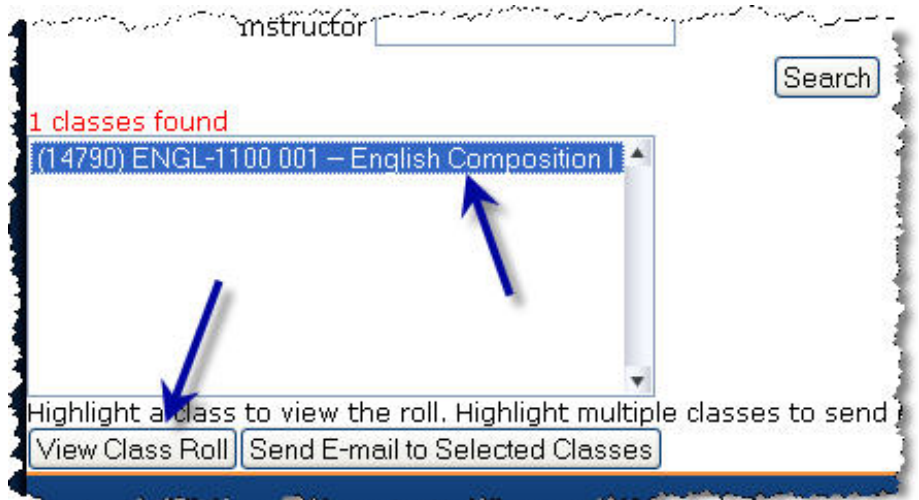 Instructor
Search
1 classes found
(14790) ENGL-1100 001 – English Composition I
Highlight a class to view the roll. Highlight multiple classes to send
View Class Roll Send E-mail to Selected Classes